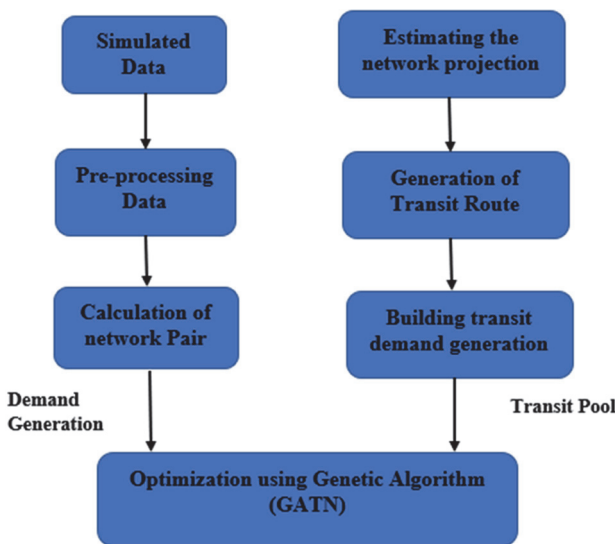 Simulated
Data
Estimating the
network projection
Pre-processing
Data
Generation of
Transit Route
Calculation of
network Pair
Building transit
demand generation
Demand
Generation
Transit Pool
Optimization using Genetic Algorithm
(GATN)